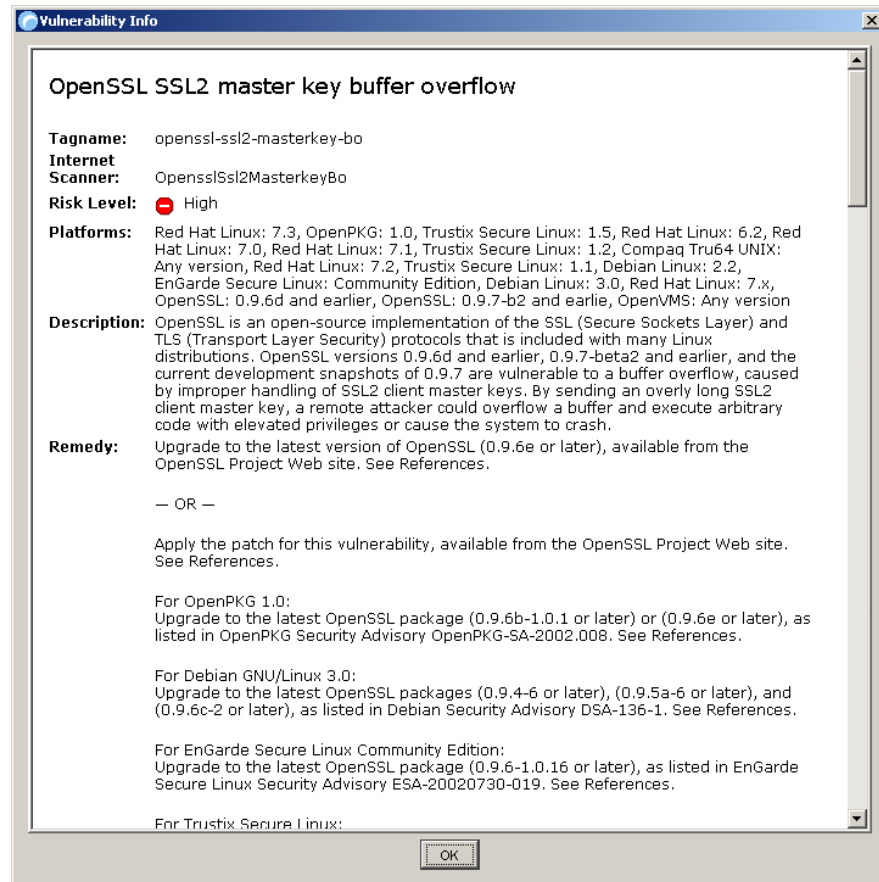 Vulnerability Info
OpenSSL SSL2 master key buffer overflow
Tagname: openssl-ssl2-masterkey-bo
Internet
Scanner: OpensslSsl2MasterkeyBo
Risk Level: High
Platforms: Red Hat Linux: 7.3, OpenPKG: 1.0, Trustix Secure Linux: 1.5, Red Hat Linux: 6.2, Red
Hat Linux: 7.0, Red Hat Linux: 7.1, Trustix Secure Linux: 1.2, Compaq Tru64 UNIX:
Any version, Red Hat Linux: 7.2, Trustix Secure Linux: 1.1, Debian Linux: 2.2,
EnGarde Secure Linux: Community Edition, Debian Linux: 3.0, Red Hat Linux: 7.x,
OpenSSL: 0.9.6d and earlier, OpenSSL: 0.9.7-b2 and earlie, OpenVMS: Any version
Description: OpenSSL is an open-source implementation of the SSL (Secure Sockets Layer) and
TLS (Transport Layer Security) protocols that is included with many Linux
distributions. OpenSSL versions 0.9.6d and earlier, 0.9.7-beta2 and earlier, and the
current development snapshots of 0.9.7 are vulnerable to a buffer overflow, caused
by improper handling of SSL2 client master keys. By sending an overly long SSL2
client master key, a remote attacker could overflow a buffer and execute arbitrary
code with elevated privileges or cause the system to crash.
Remedy: Upgrade to the latest version of OpenSSL (0.9.6e or later), available from the
OpenSSL Project Web site. See References.
— OR —
Apply the patch for this vulnerability, available from the OpenSSL Project Web site.
See References.
For OpenPKG 1.0:
Upgrade to the latest OpenSSL package (0.9.6b-1.0.1 or later) or (0.9.6e or later), as
listed in OpenPKG Security Advisory OpenPKG-SA-2002.008. See References.
For Debian GNU/Linux 3.0:
Upgrade to the latest OpenSSL packages (0.9.4-6 or later), (0.9.5a-6 or later), and
(0.9.6c-2 or later), as listed in Debian Security Advisory DSA-136-1. See References.
For EnGarde Secure Linux Community Edition:
Upgrade to the latest OpenSSL package (0.9.6-1.0.16 or later), as listed in EnGarde
Secure Linux Security Advisory ESA-20020730-019. See References.
For Trustix Secure Linux:
OK